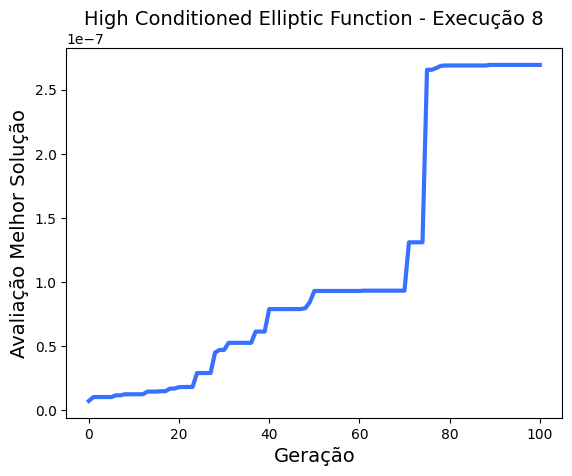 High Conditioned Elliptic Function - Execução 8
1e−7
2.5
2.0
1.5
1.0
0.5
0.0
Avaliação Melhor Solução
0 20 40 60 80 100
Geração